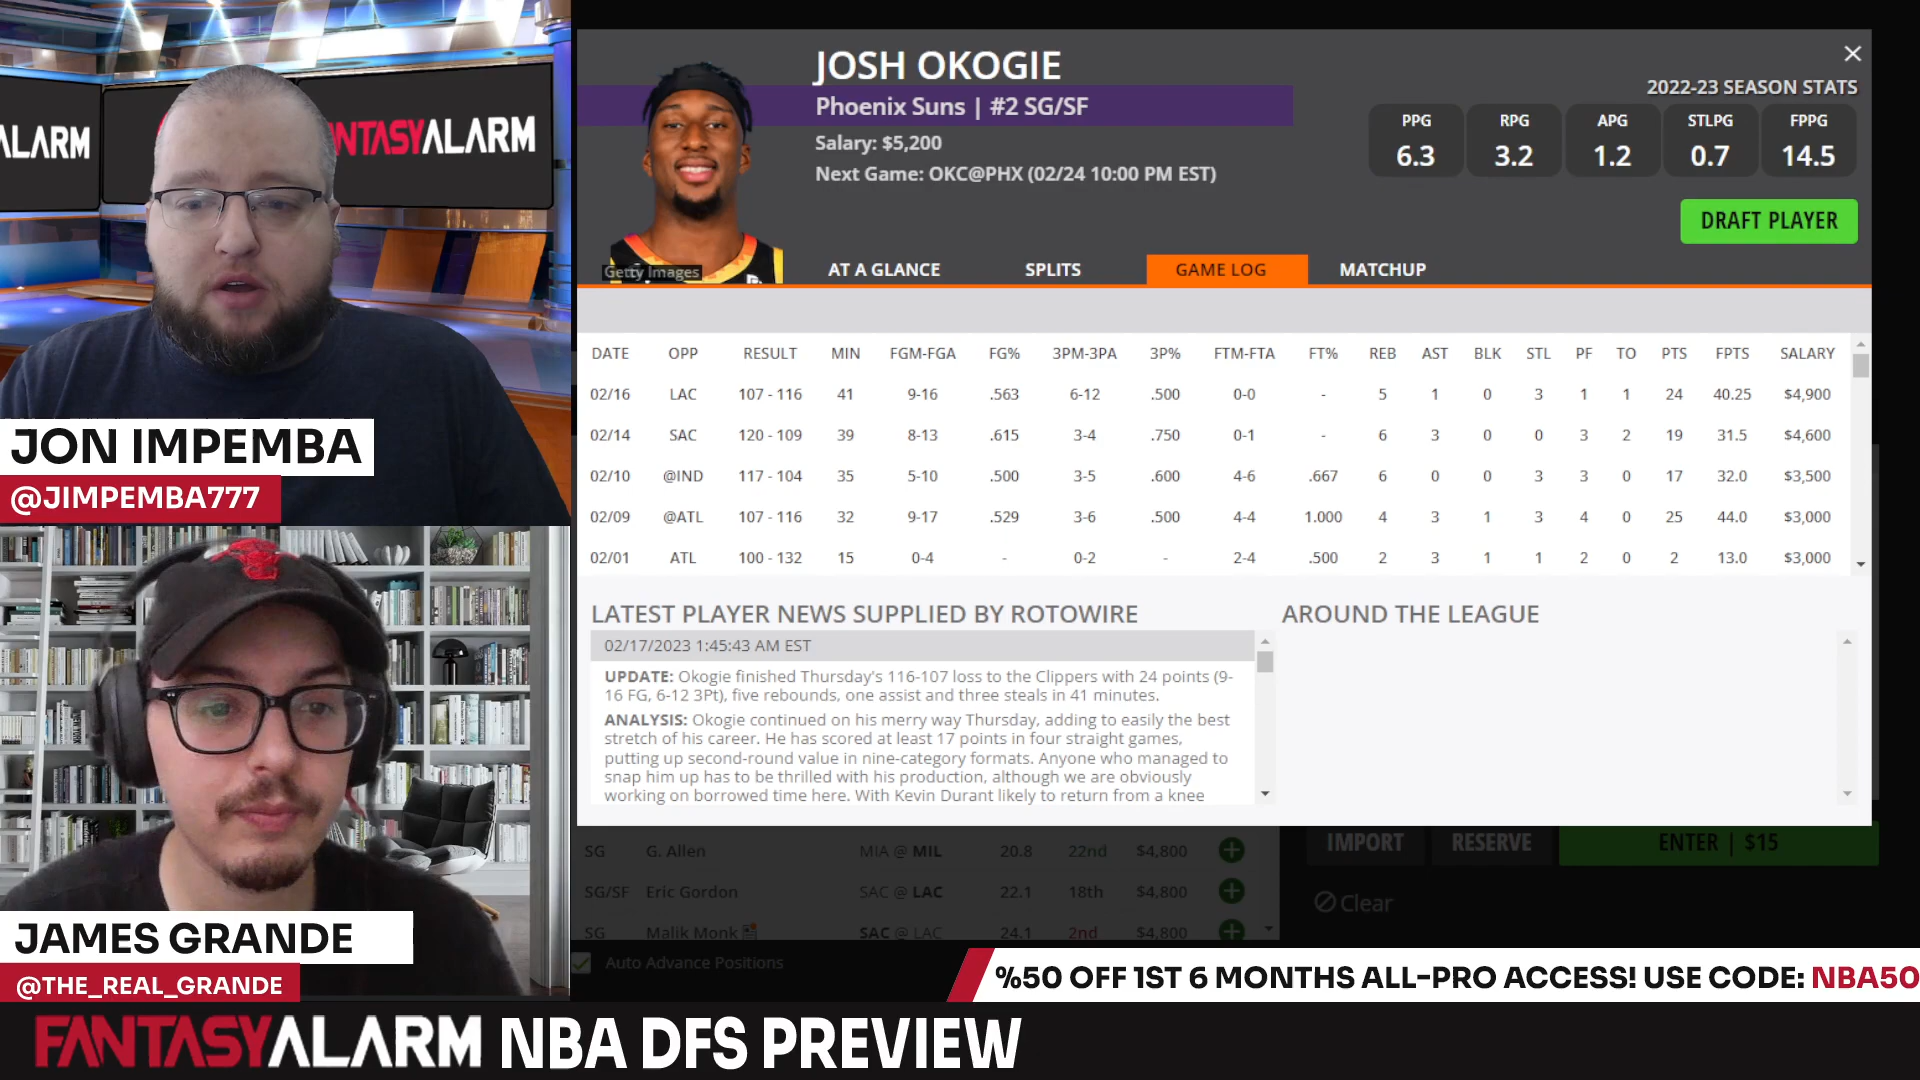 ALARM
FANTASYALARM
JON IMPEMBA
@JIMPEMBA777
JAMES GRANDE
@THE_REAL_GRANDE
JOSH OKOGIE
Phoenix Suns | #2 SG/SF
Salary: $5,200
Next Game: OKC@PHX (02/24 10:00 PM EST)
Getty Images
2022-23 SEASON STATS
PPG RPG APG STLPG FPPG
6.3 3.2 1.2 0.7 14.5
DRAFT PLAYER
AT A GLANCE SPLITS GAME LOG MATCHUP
DATE OPP RESULT MIN FGM-FGA FG% 3PM-3PA 3P% FTM-FTA FT% REB AST BLK STL PF TO PTS FPTS SALARY
02/16 LAC 107 - 116 41 9-16 .563 6-12 .500 0-0 - 5 1 0 3 1 1 24 40.25 $4,900
02/14 SAC 120 - 109 39 8-13 .615 3-4 .750 0-1 - 6 3 0 0 3 2 19 31.5 $4,600
02/10 @IND 117 - 104 35 5-10 .500 3-5 .600 4-6 .667 6 0 0 3 3 0 17 32.0 $3,500
02/09 @ATL 107 - 116 32 9-17 .529 3-6 .500 4-4 1.000 4 3 1 3 4 0 25 44.0 $3,000
02/01 ATL 100 - 132 15 0-4 - 0-2 - 2-4 .500 2 3 1 1 2 0 2 13.0 $3,000
LATEST PLAYER NEWS SUPPLIED BY ROTOWIRE
02/17/2023 1:45:43 AM EST
UPDATE: Okogie finished Thursday's 116-107 loss to the Clippers with 24 points (9-
16 FG, 6-12 3Pt), five rebounds, one assist and three steals in 41 minutes.
ANALYSIS: Okogie continued on his merry way Thursday, adding to easily the best
stretch of his career. He has scored at least 17 points in four straight games,
putting up second-round value in nine-category formats. Anyone who managed to
snap him up has to be thrilled with his production, although we are obviously
working on borrowed time here. With Kevin Durant likely to return from a knee
AROUND THE LEAGUE
SG G. Allen MIA @ MIL 20.8 22nd $4,800
SG/SF Eric Gordon SAC @ LAC 22.1 18th $4,800
SG Malik Monk SAC @ LAC 24.1 2nd $4,800
Auto Advance Positions
IMPORT RESERVE ENTER | $15
Clear
%50 OFF 1ST 6 MONTHS ALL-PRO ACCESS! USE CODE: NBA50
FANTASYALARM NBA DFS PREVIEW